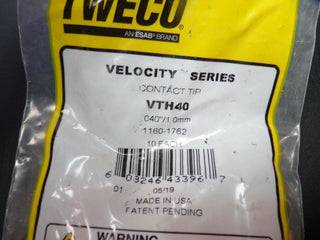 TWECO
AN ESAB® BRAND
VELOCITY™ SERIES
CONTACT TIP
VTH40
.040"/1.0mm
1160-1762
10 EACH
6 03246 43396 7
01 05/19
MADE IN USA
PATENT PENDING
WARNING